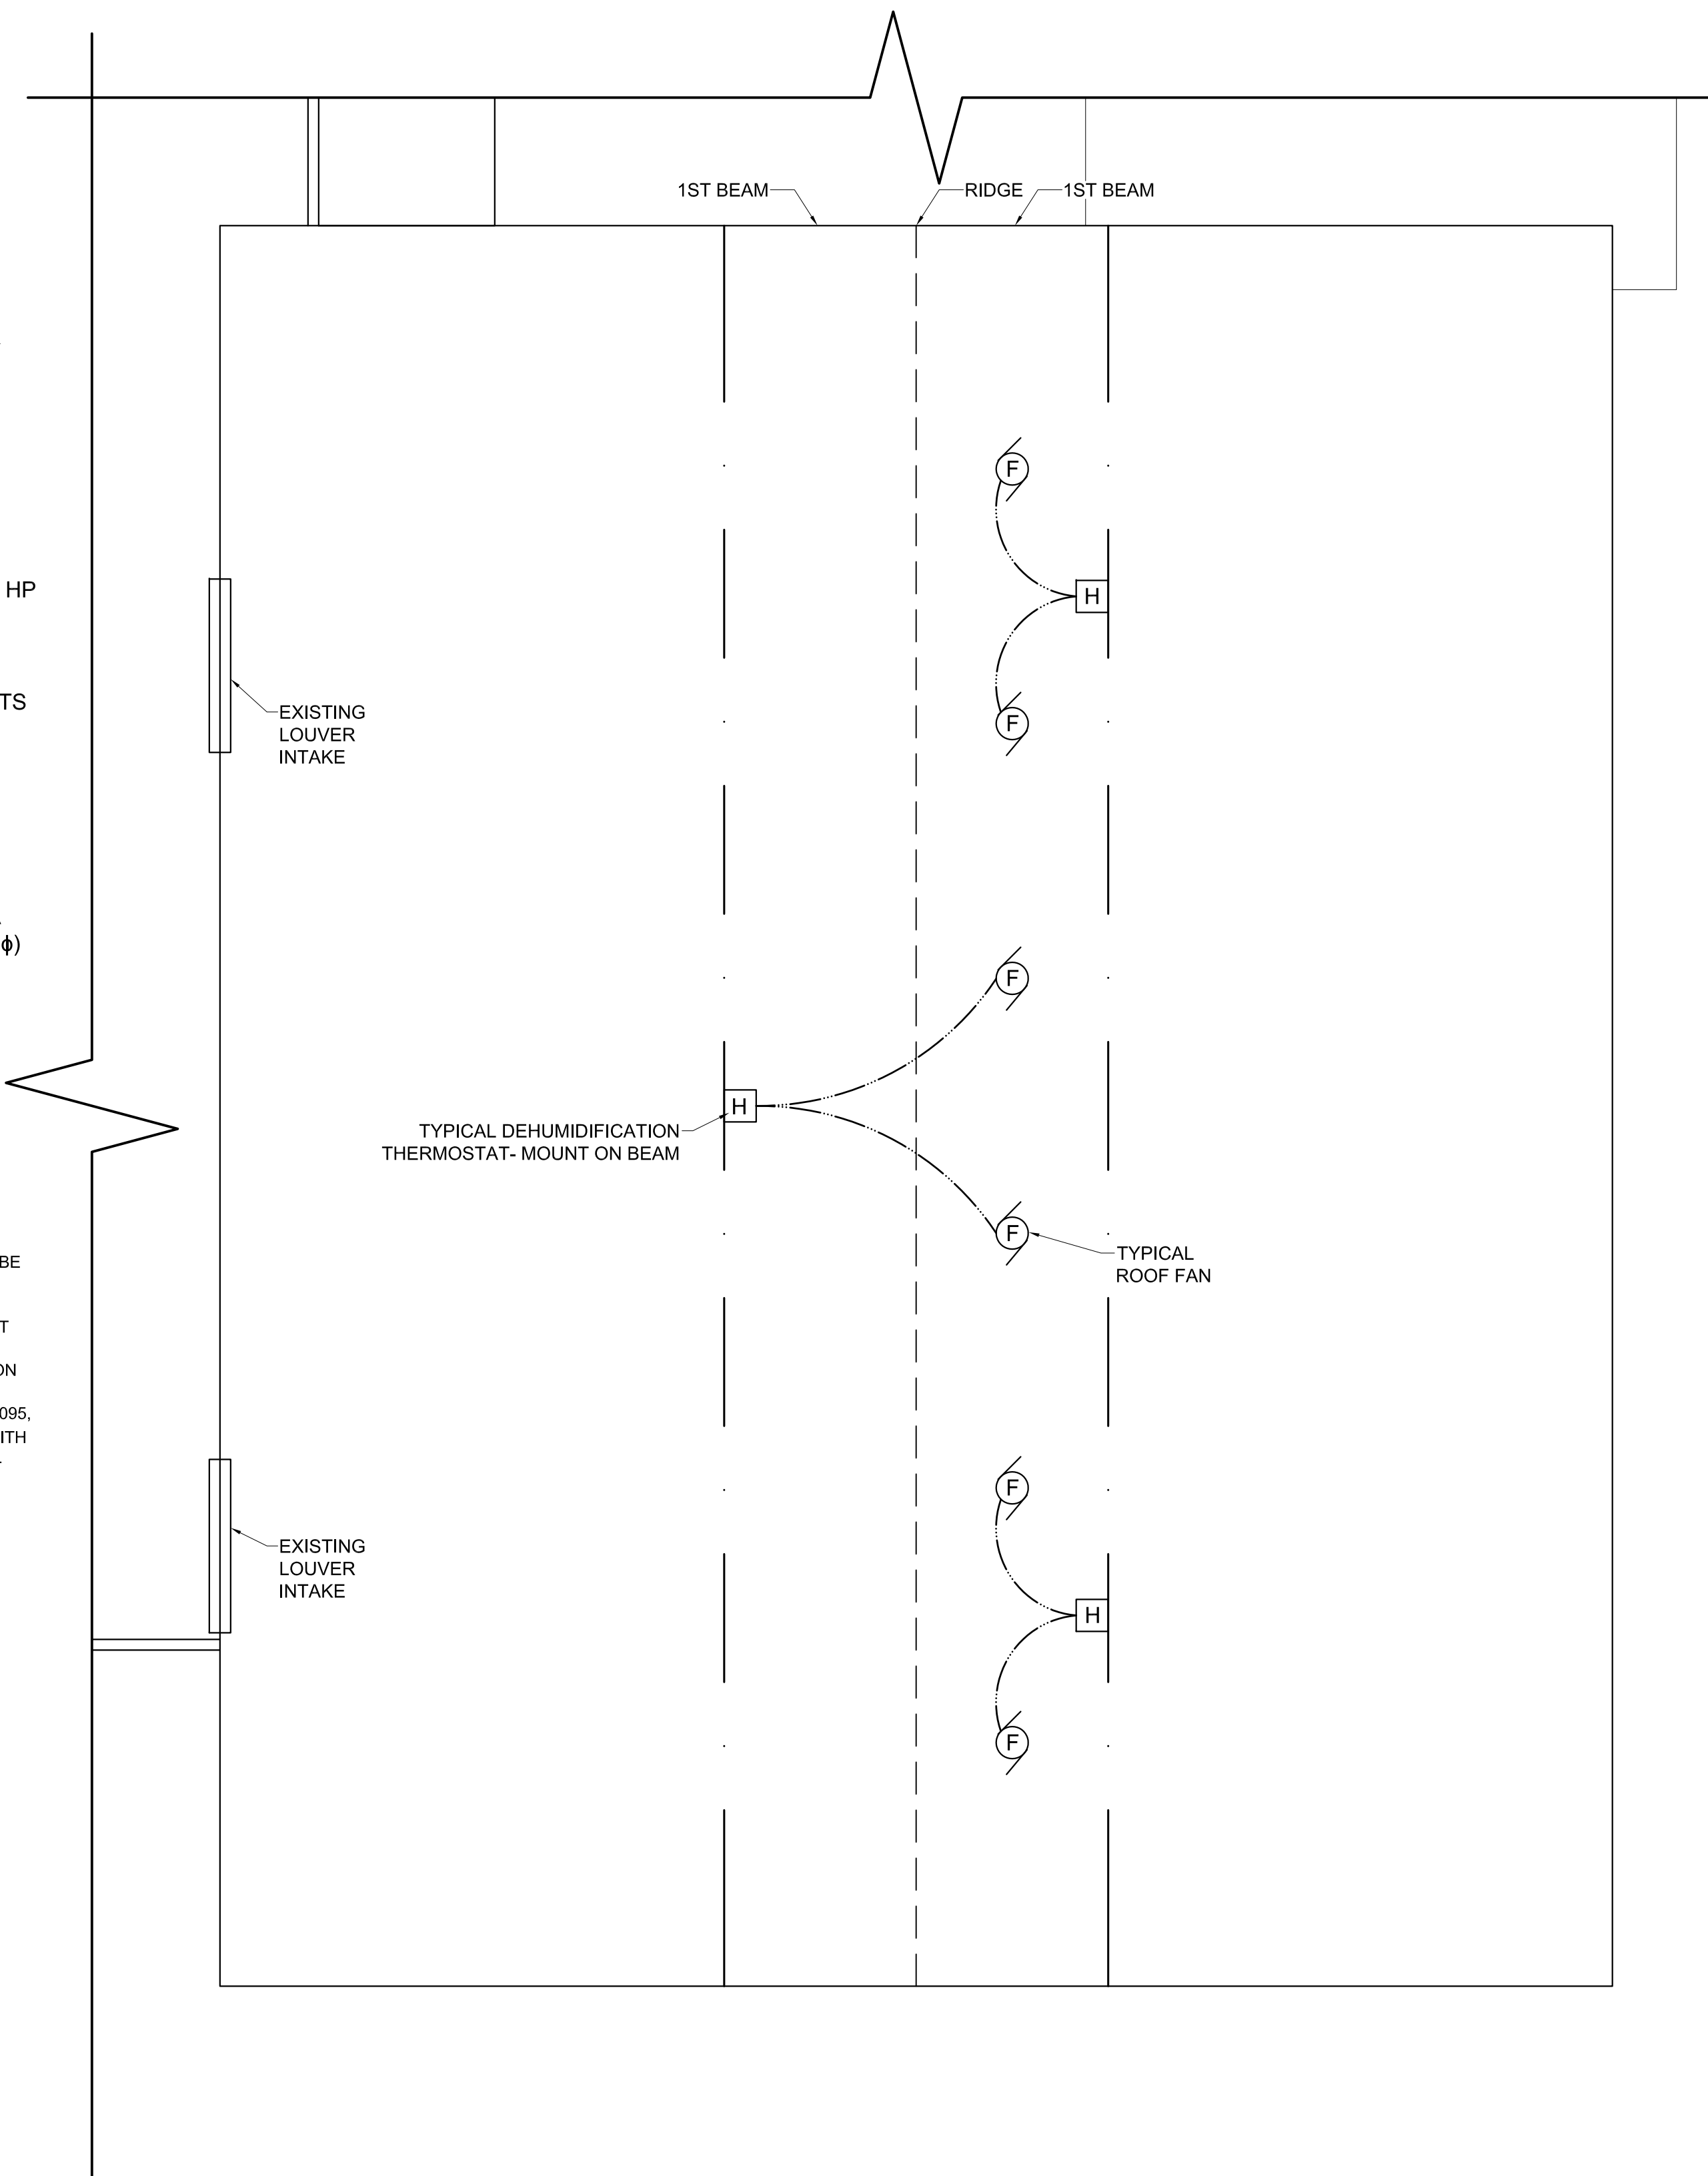 1ST BEAM
RIDGE
1ST BEAM
F
HP
H
TS
EXISTING
LOUVER
INTAKE
F
ϕ)
F
H
TYPICAL DEHUMIDIFICATION
THERMOSTAT- MOUNT ON BEAM
F
TYPICAL
ROOF FAN
BE
T
ON
095,
ITH
F
EXISTING
LOUVER
INTAKE
H
F